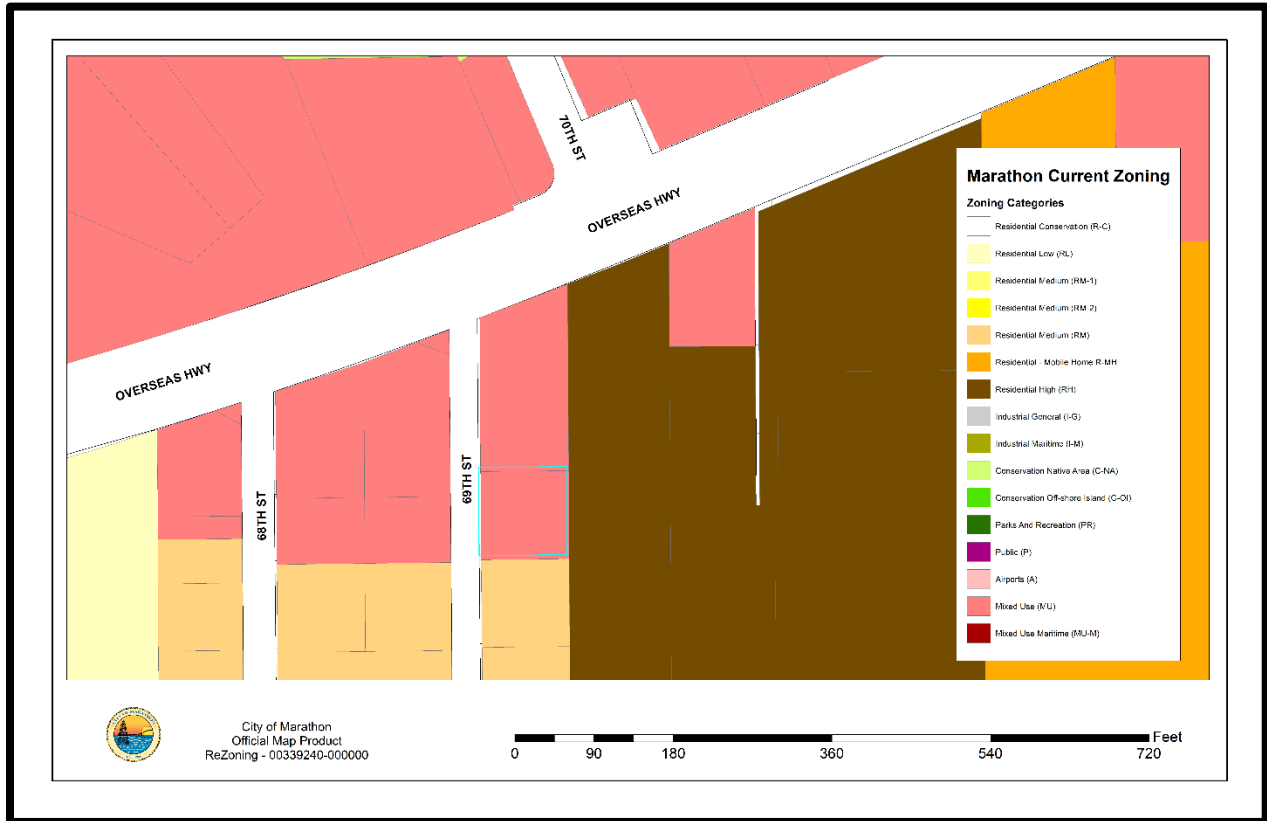 70TH ST
OVERSEAS HWY
OVERSEAS HWY
69TH ST
68TH ST
Marathon Current Zoning
Zoning Categories
Residential Conservation (R-C)
Residential Low (RL)
Residential Medium (RM-1)
Residential Medium (RM-2)
Residential Medium (RM)
Residential - Mobile Home R-MH
Residential High (RH)
Industrial General (I-G)
Industrial Maritime (I-M)
Conservation Native Area (C-NA)
Conservation Off-shore Island (C-OI)
Parks And Recreation (PR)
Public (P)
Airports (A)
Mixed Use (MU)
Mixed Use Maritime (MU-M)
City of Marathon
Official Map Product
ReZoning - 00339240-000000
Feet
0 90 180 360 540 720